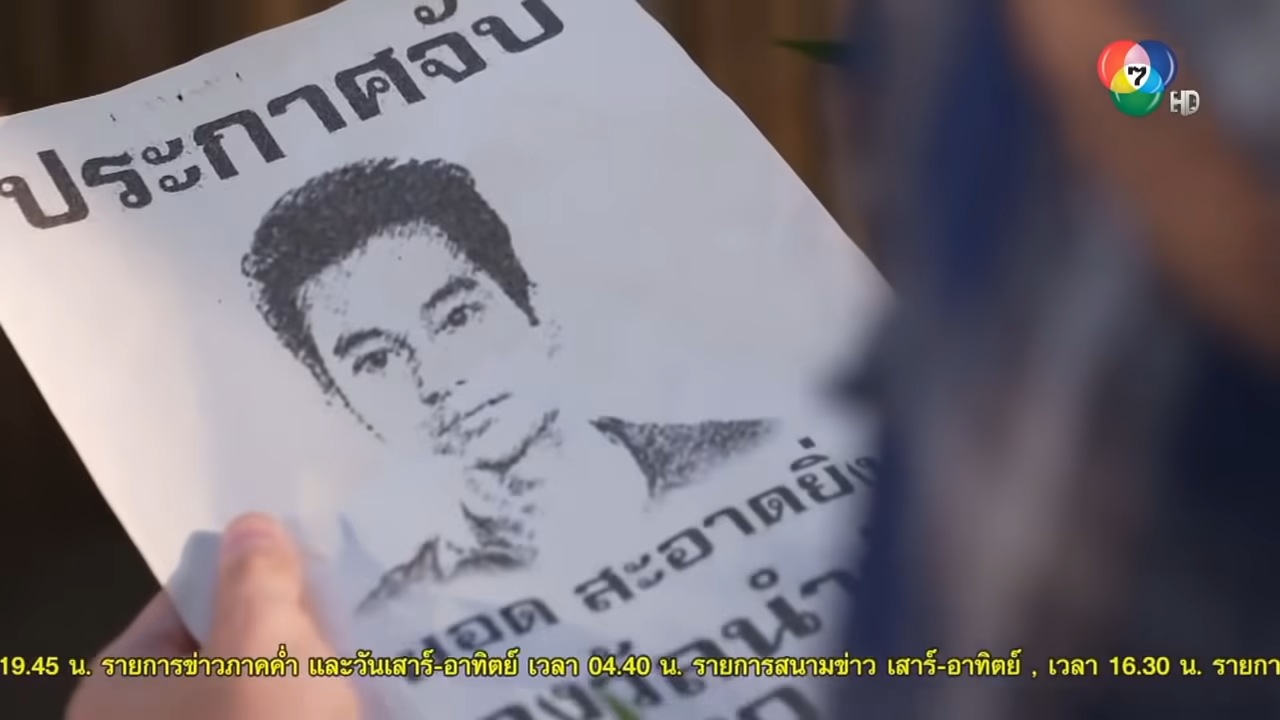 ประกาศจับ
7 HD
ยอด สะอาดยิ่ง
19.45 น. รายการข่าวภาคค่ำ และวันเสาร์-อาทิตย์ เวลา 04.40 น. รายการสนามข่าว เสาร์-อาทิตย์ , เวลา 16.30 น. รายกา